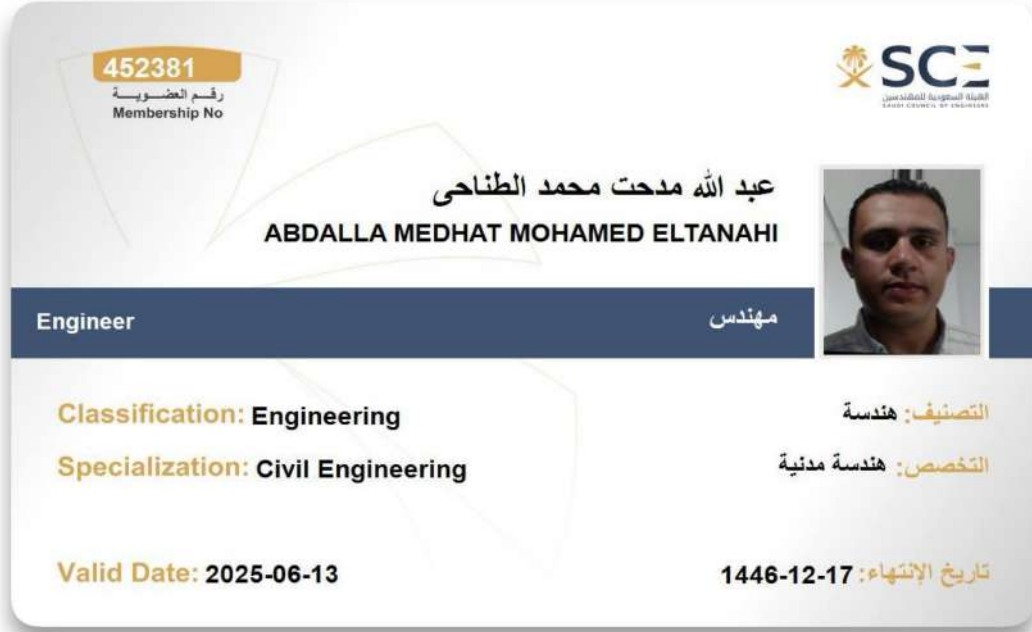 452381
رقم العضوية
Membership No
SCE
الهيئة السعودية للمهندسين
SAUDI COUNCIL OF ENGINEERS
عبد الله مدحت محمد الطناحى
ABDALLA MEDHAT MOHAMED ELTANAHI
Engineer مهندس
Classification: Engineering التصنيف: هندسة
Specialization: Civil Engineering التخصص: هندسة مدنية
Valid Date: 2025-06-13 تاريخ الإنتهاء: 17-12-1446